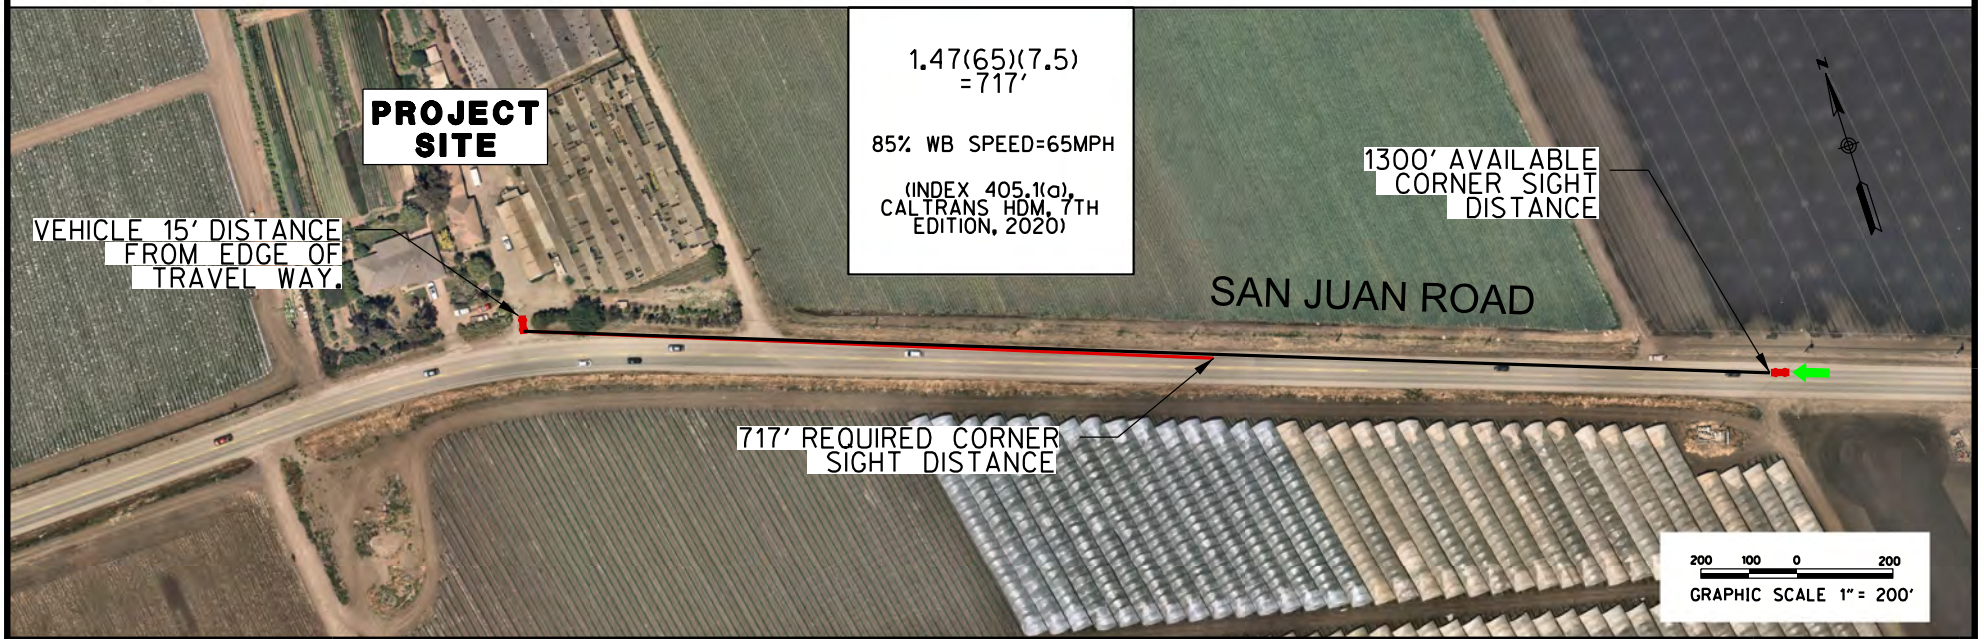 1.47(65)(7.5)
=717'
85% WB SPEED=65MPH
(INDEX 405.1(a),
CALTRANS HDM, 7TH
EDITION, 2020)
PROJECT
SITE
N
1300' AVAILABLE
CORNER SIGHT
DISTANCE
VEHICLE 15' DISTANCE
FROM EDGE OF
TRAVEL WAY.
SAN JUAN ROAD
717' REQUIRED CORNER
SIGHT DISTANCE
200 100 0 200
GRAPHIC SCALE 1"= 200'